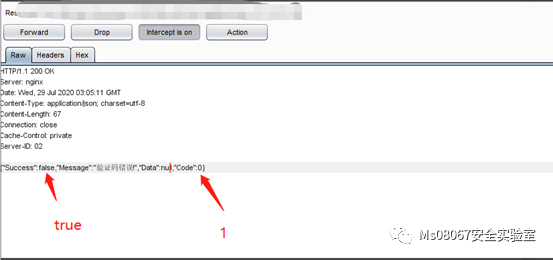 Forward Drop Intercept is on Action
Raw Headers Hex
HTTP/1.1 200 OK
Server: nginx
Date: Wed, 29 Jul 2020 03:05:11 GMT
Content-Type: application/json; charset=utf-8
Content-Length: 67
Connection: close
Cache-Control: private
Server-ID: 02
{"Success":false,"Message":"验证码错误!","Data":null,"Code":0}
true
1
Ms08067安全实验室